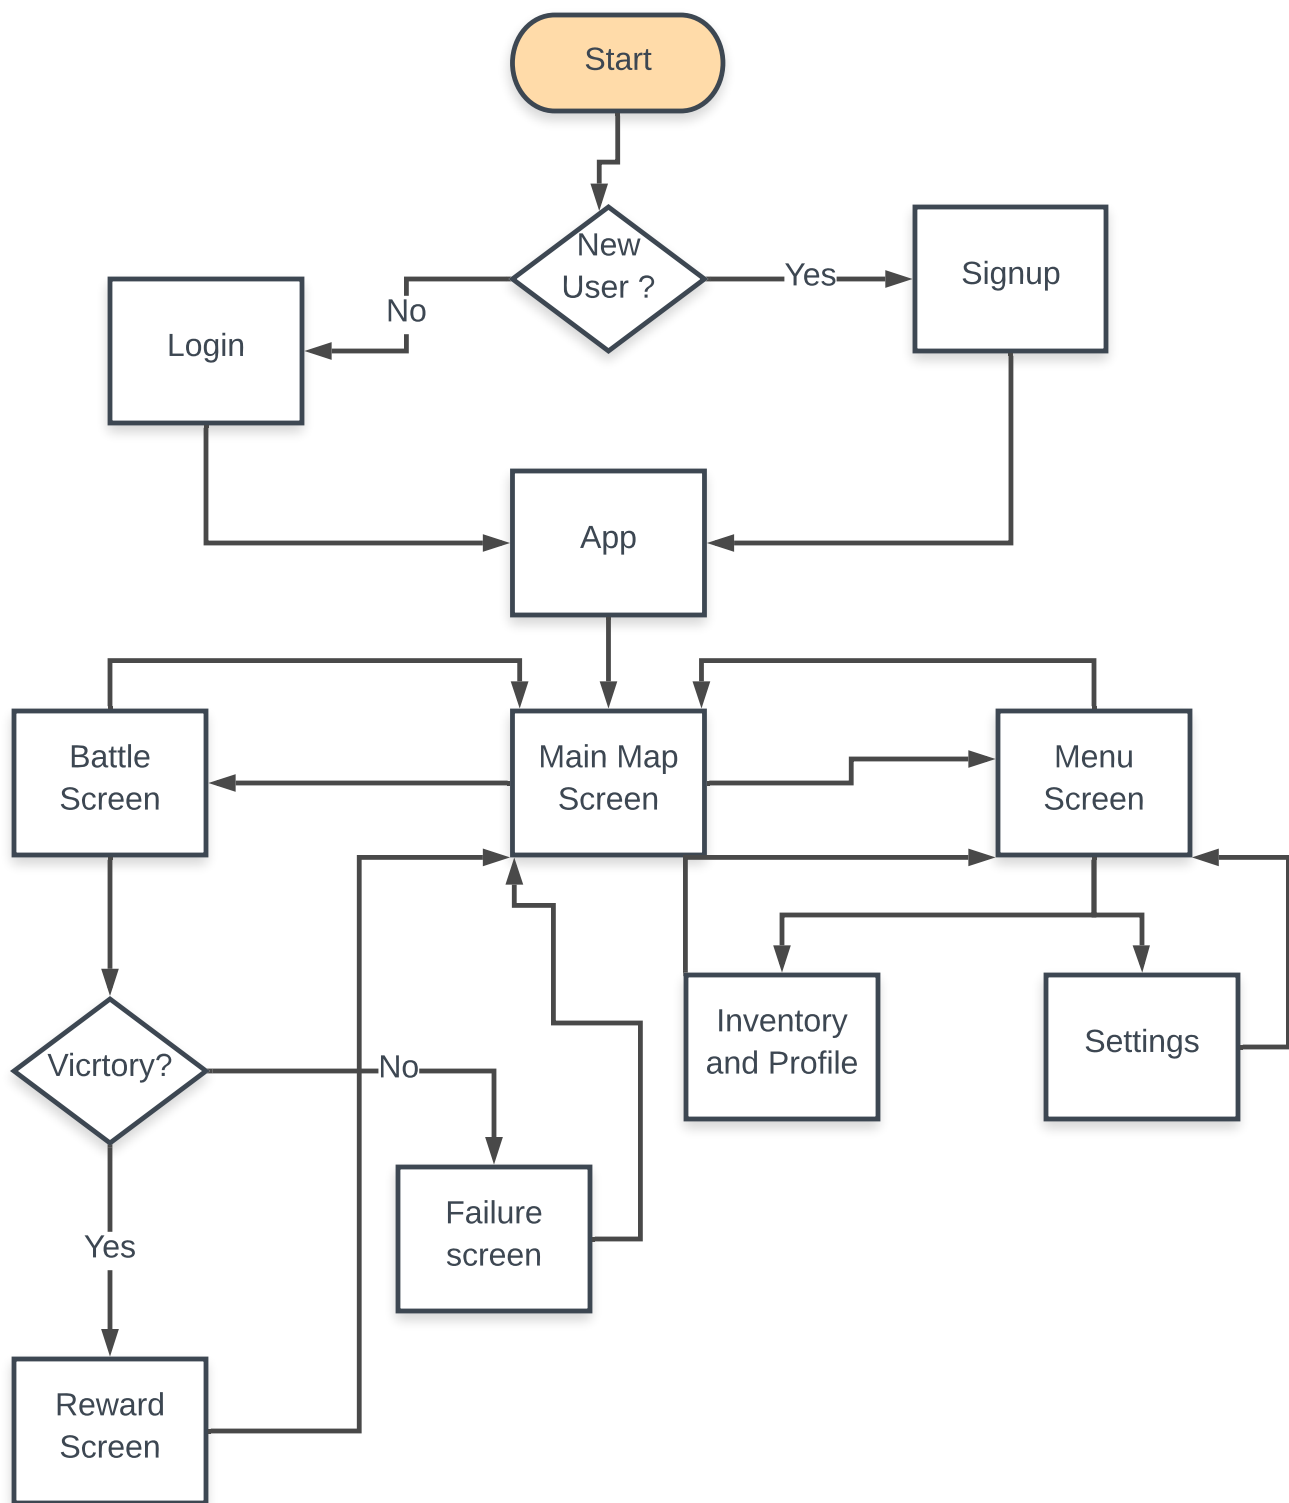 Start
New
User ?
Yes
Signup
No
Login
App
Battle
Screen
Main Map
Screen
Menu
Screen
Inventory
and Profile
Settings
Vicrtory?
No
Failure
screen
Yes
Reward
Screen